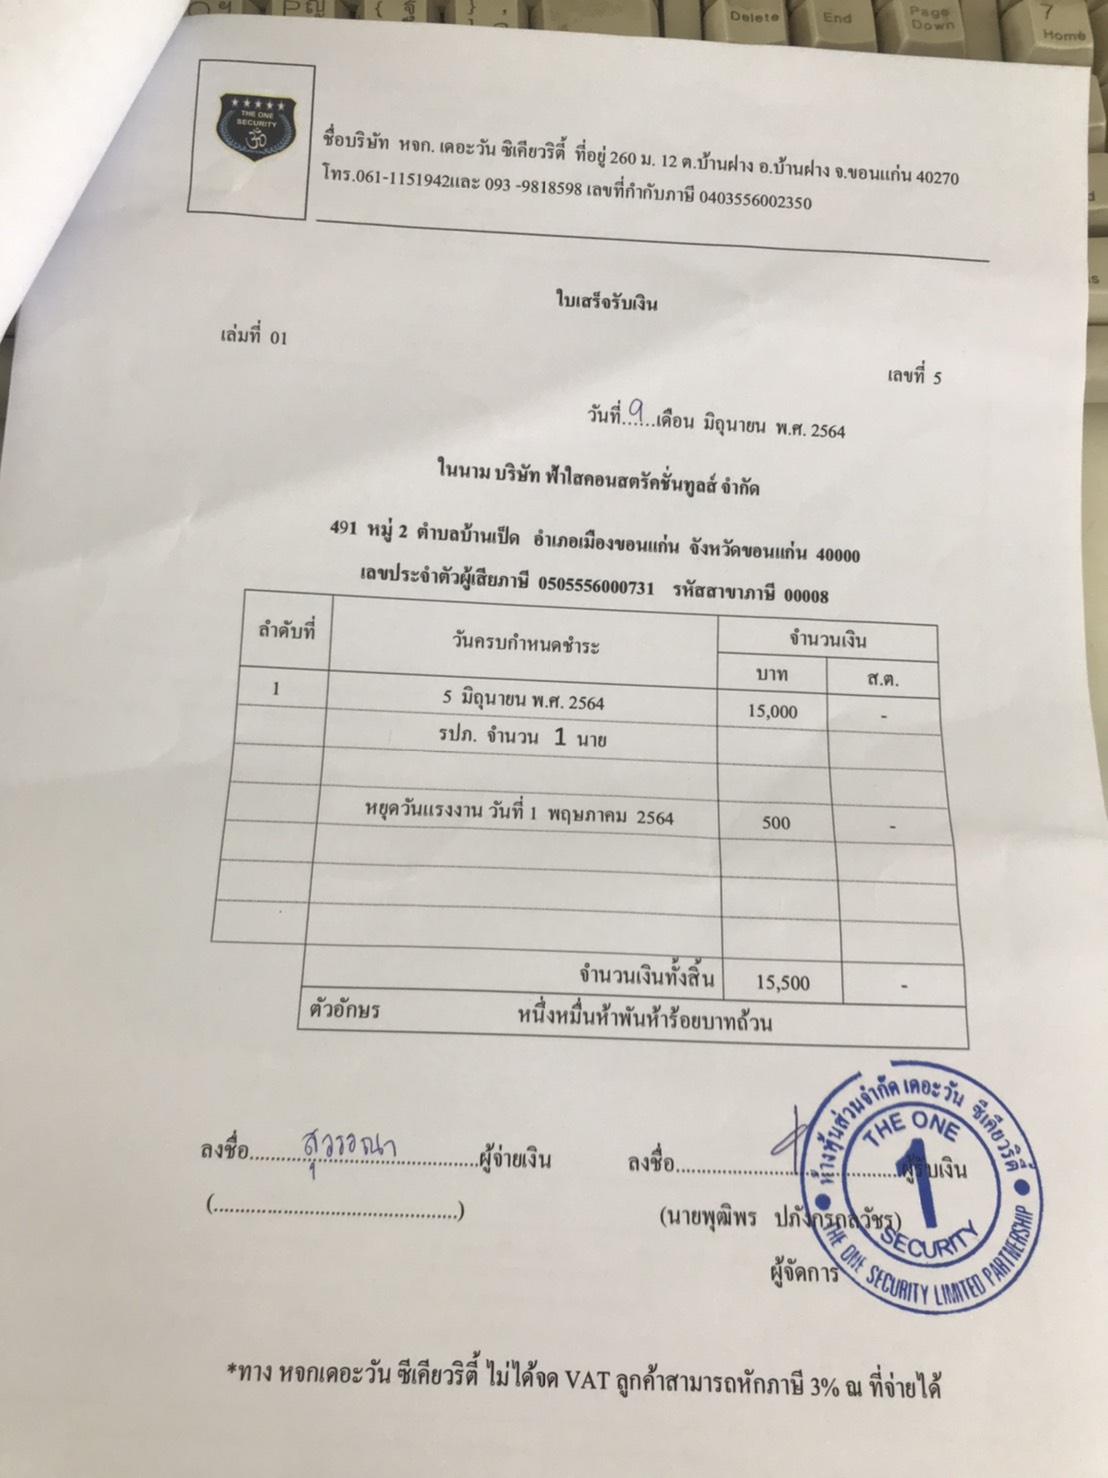 Delete
End
Page Down
7 Home
THE ONE
SECURITY
ชื่อบริษัท หจก. เดอะวัน ซิเคียวริตี้ ที่อยู่ 260 ม. 12 ต.บ้านฝาง อ.บ้านฝาง จ.ขอนแก่น 40270
โทร.061-1151942และ 093 -9818598 เลขที่กำกับภาษี 0403556002350
ใบเสร็จรับเงิน
เล่มที่ 01
เลขที่ 5
วันที่...9...เดือน มิถุนายน พ.ศ. 2564
ในนาม บริษัท ฟ้าใสคอนสตรัคชั่นทูลส์ จำกัด
491 หมู่ 2 ตำบลบ้านเป็ด อำเภอเมืองขอนแก่น จังหวัดขอนแก่น 40000
เลขประจำตัวผู้เสียภาษี 0505556000731 รหัสสาขาภาษี 00008
ลำดับที่ วันครบกำหนดชำระ จำนวนเงิน
บาท ส.ต.
1 5 มิถุนายน พ.ศ. 2564 15,000 -
รปภ. จำนวน 1 นาย
หยุดวันแรงงาน วันที่ 1 พฤษภาคม 2564 500 -
จำนวนเงินทั้งสิ้น 15,500 -
ตัวอักษร หนึ่งหมื่นห้าพันห้าร้อยบาทถ้วน
ลงชื่อ.......สุวรรณา.......ผู้จ่ายเงิน ลงชื่อ..............ผู้รับเงิน
(............................................) (นายพุฒิพร ปภังกรกุลวัชร)
ผู้จัดการ
ห้างหุ้นส่วนจำกัด เดอะวัน ซีเคียวริตี้
THE ONE
1
SECURITY
THE ONE SECURITY LIMITED PARTNERSHIP
*ทาง หจกเดอะวัน ซีเคียวริตี้ ไม่ได้จด VAT ลูกค้าสามารถหักภาษี 3% ณ ที่จ่ายได้